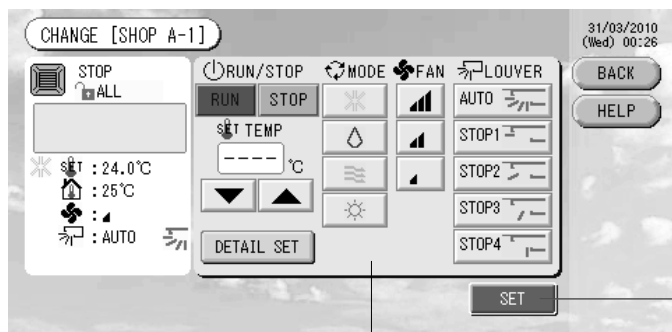 CHANGE [SHOP A-1]
31/03/2010
(Wed) 00:26
STOP
ALL
SET :24.0℃
:25℃
:
:AUTO
RUN/STOP
RUN STOP
SET TEMP
---- ℃
DETAIL SET
MODE
FAN
LOUVER
AUTO
STOP1
STOP2
STOP3
STOP4
BACK
HELP
SET